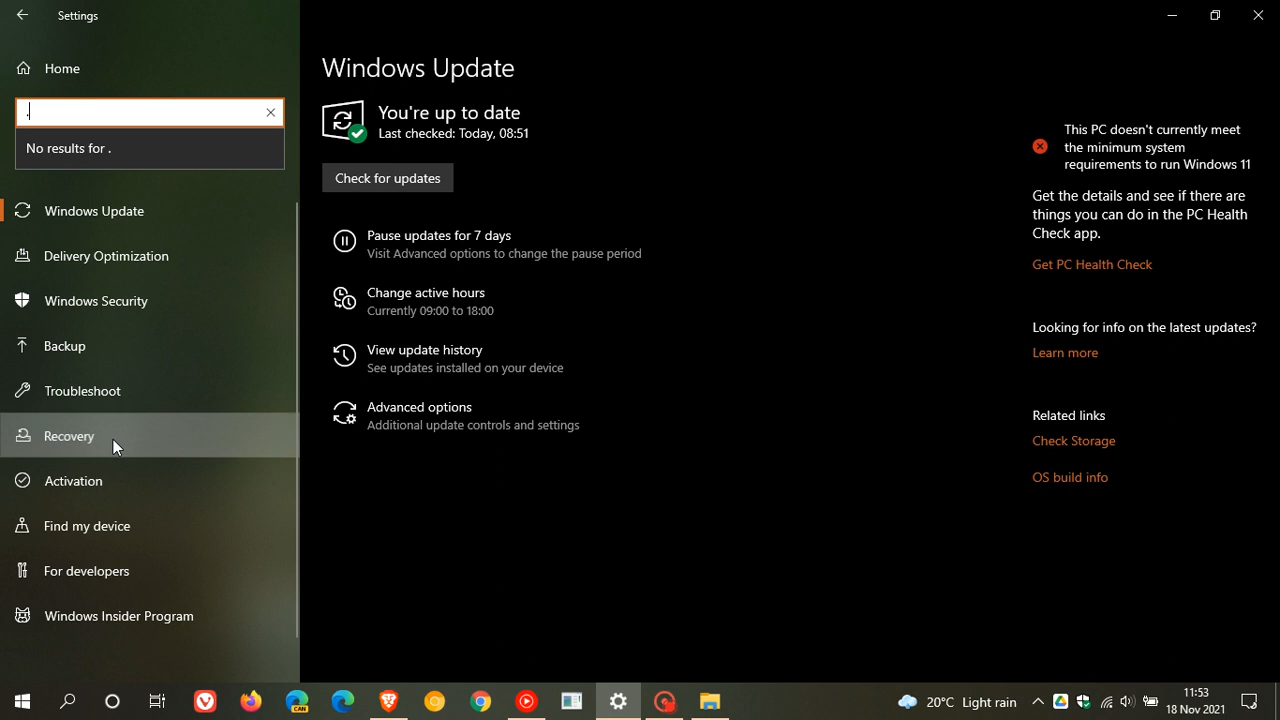 Settings
Home
.
No results for .
Windows Update
Delivery Optimization
Windows Security
Backup
Troubleshoot
Recovery
Activation
Find my device
For developers
Windows Insider Program
Windows Update
You're up to date
Last checked: Today, 08:51
Check for updates
Pause updates for 7 days
Visit Advanced options to change the pause period
Change active hours
Currently 09:00 to 18:00
View update history
See updates installed on your device
Advanced options
Additional update controls and settings
This PC doesn't currently meet
the minimum system
requirements to run Windows 11
Get the details and see if there are
things you can do in the PC Health
Check app.
Get PC Health Check
Looking for info on the latest updates?
Learn more
Related links
Check Storage
OS build info
CAN
20°C Light rain
11:53
18 Nov 2021